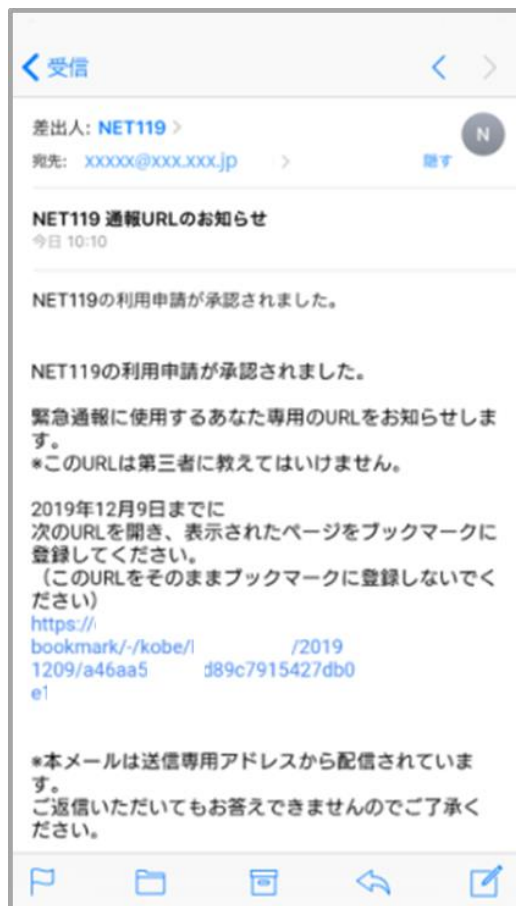 受信
差出人: NET119
N
宛先: xxxxx@xxx.xxx.jp
隠す
NET119 通報URLのお知らせ
今日 10:10
NET119の利用申請が承認されました。
NET119の利用申請が承認されました。
緊急通報に使用するあなた専用のURLをお知らせしま
す。
*このURLは第三者に教えてはいけません。
2019年12月9日までに
次のURLを開き、表示されたページをブックマークに
登録してください。
(このURLをそのままブックマークに登録しないでく
ださい)
https://
bookmark/-/kobe/ /2019
1209/a46aa5 d89c7915427db0
e1
*本メールは送信専用アドレスから配信されていま
す。
ご返信いただいてもお答えできませんのでご了承く
ださい。